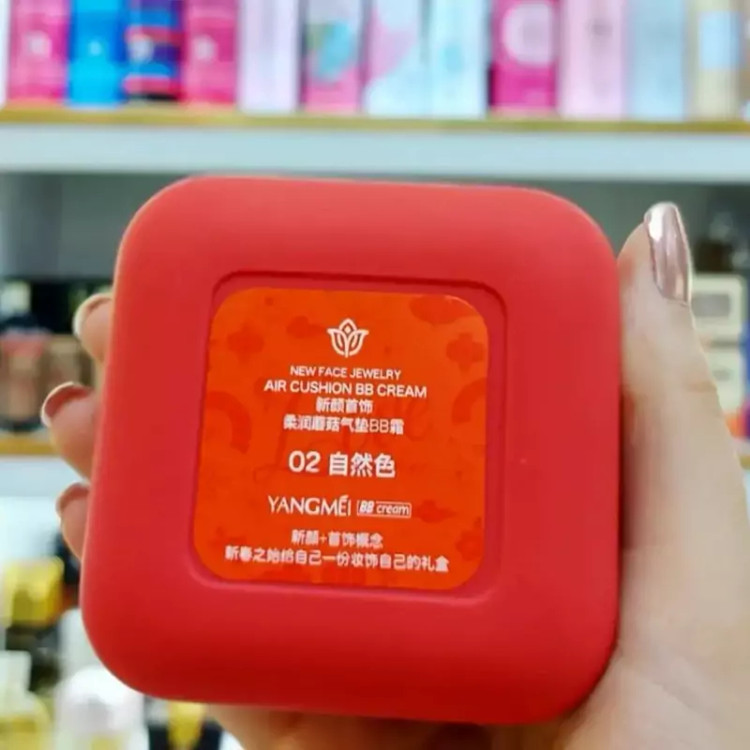 NEW FACE JEWELRY
AIR CUSHION BB CREAM
新颜首饰
柔润蘑菇气垫BB霜
02 自然色
YANGMÉI BB cream
新颜+首饰概念
新春之始给自己一份妆饰自己的礼盒